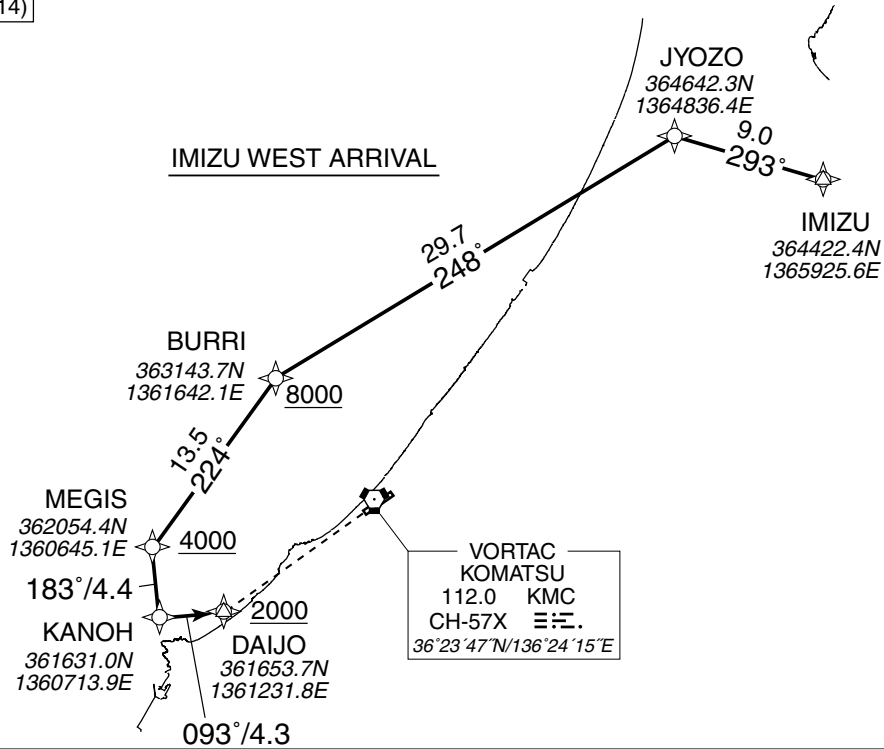 14)
JYOZO
364642.3N
1364836.4E
9.0
293°
IMIZU WEST ARRIVAL
IMIZU
364422.4N
1365925.6E
29.7
248°
BURRI
363143.7N
1361642.1E
8000
13.5
224°
MEGIS
362054.4N
1360645.1E
4000
183°/4.4
VORTAC
KOMATSU
112.0 KMC
CH-57X
36°23′47″N/136°24′15″E
2000
KANOH
361631.0N
1360713.9E
DAIJO
361653.7N
1361231.8E
093°/4.3